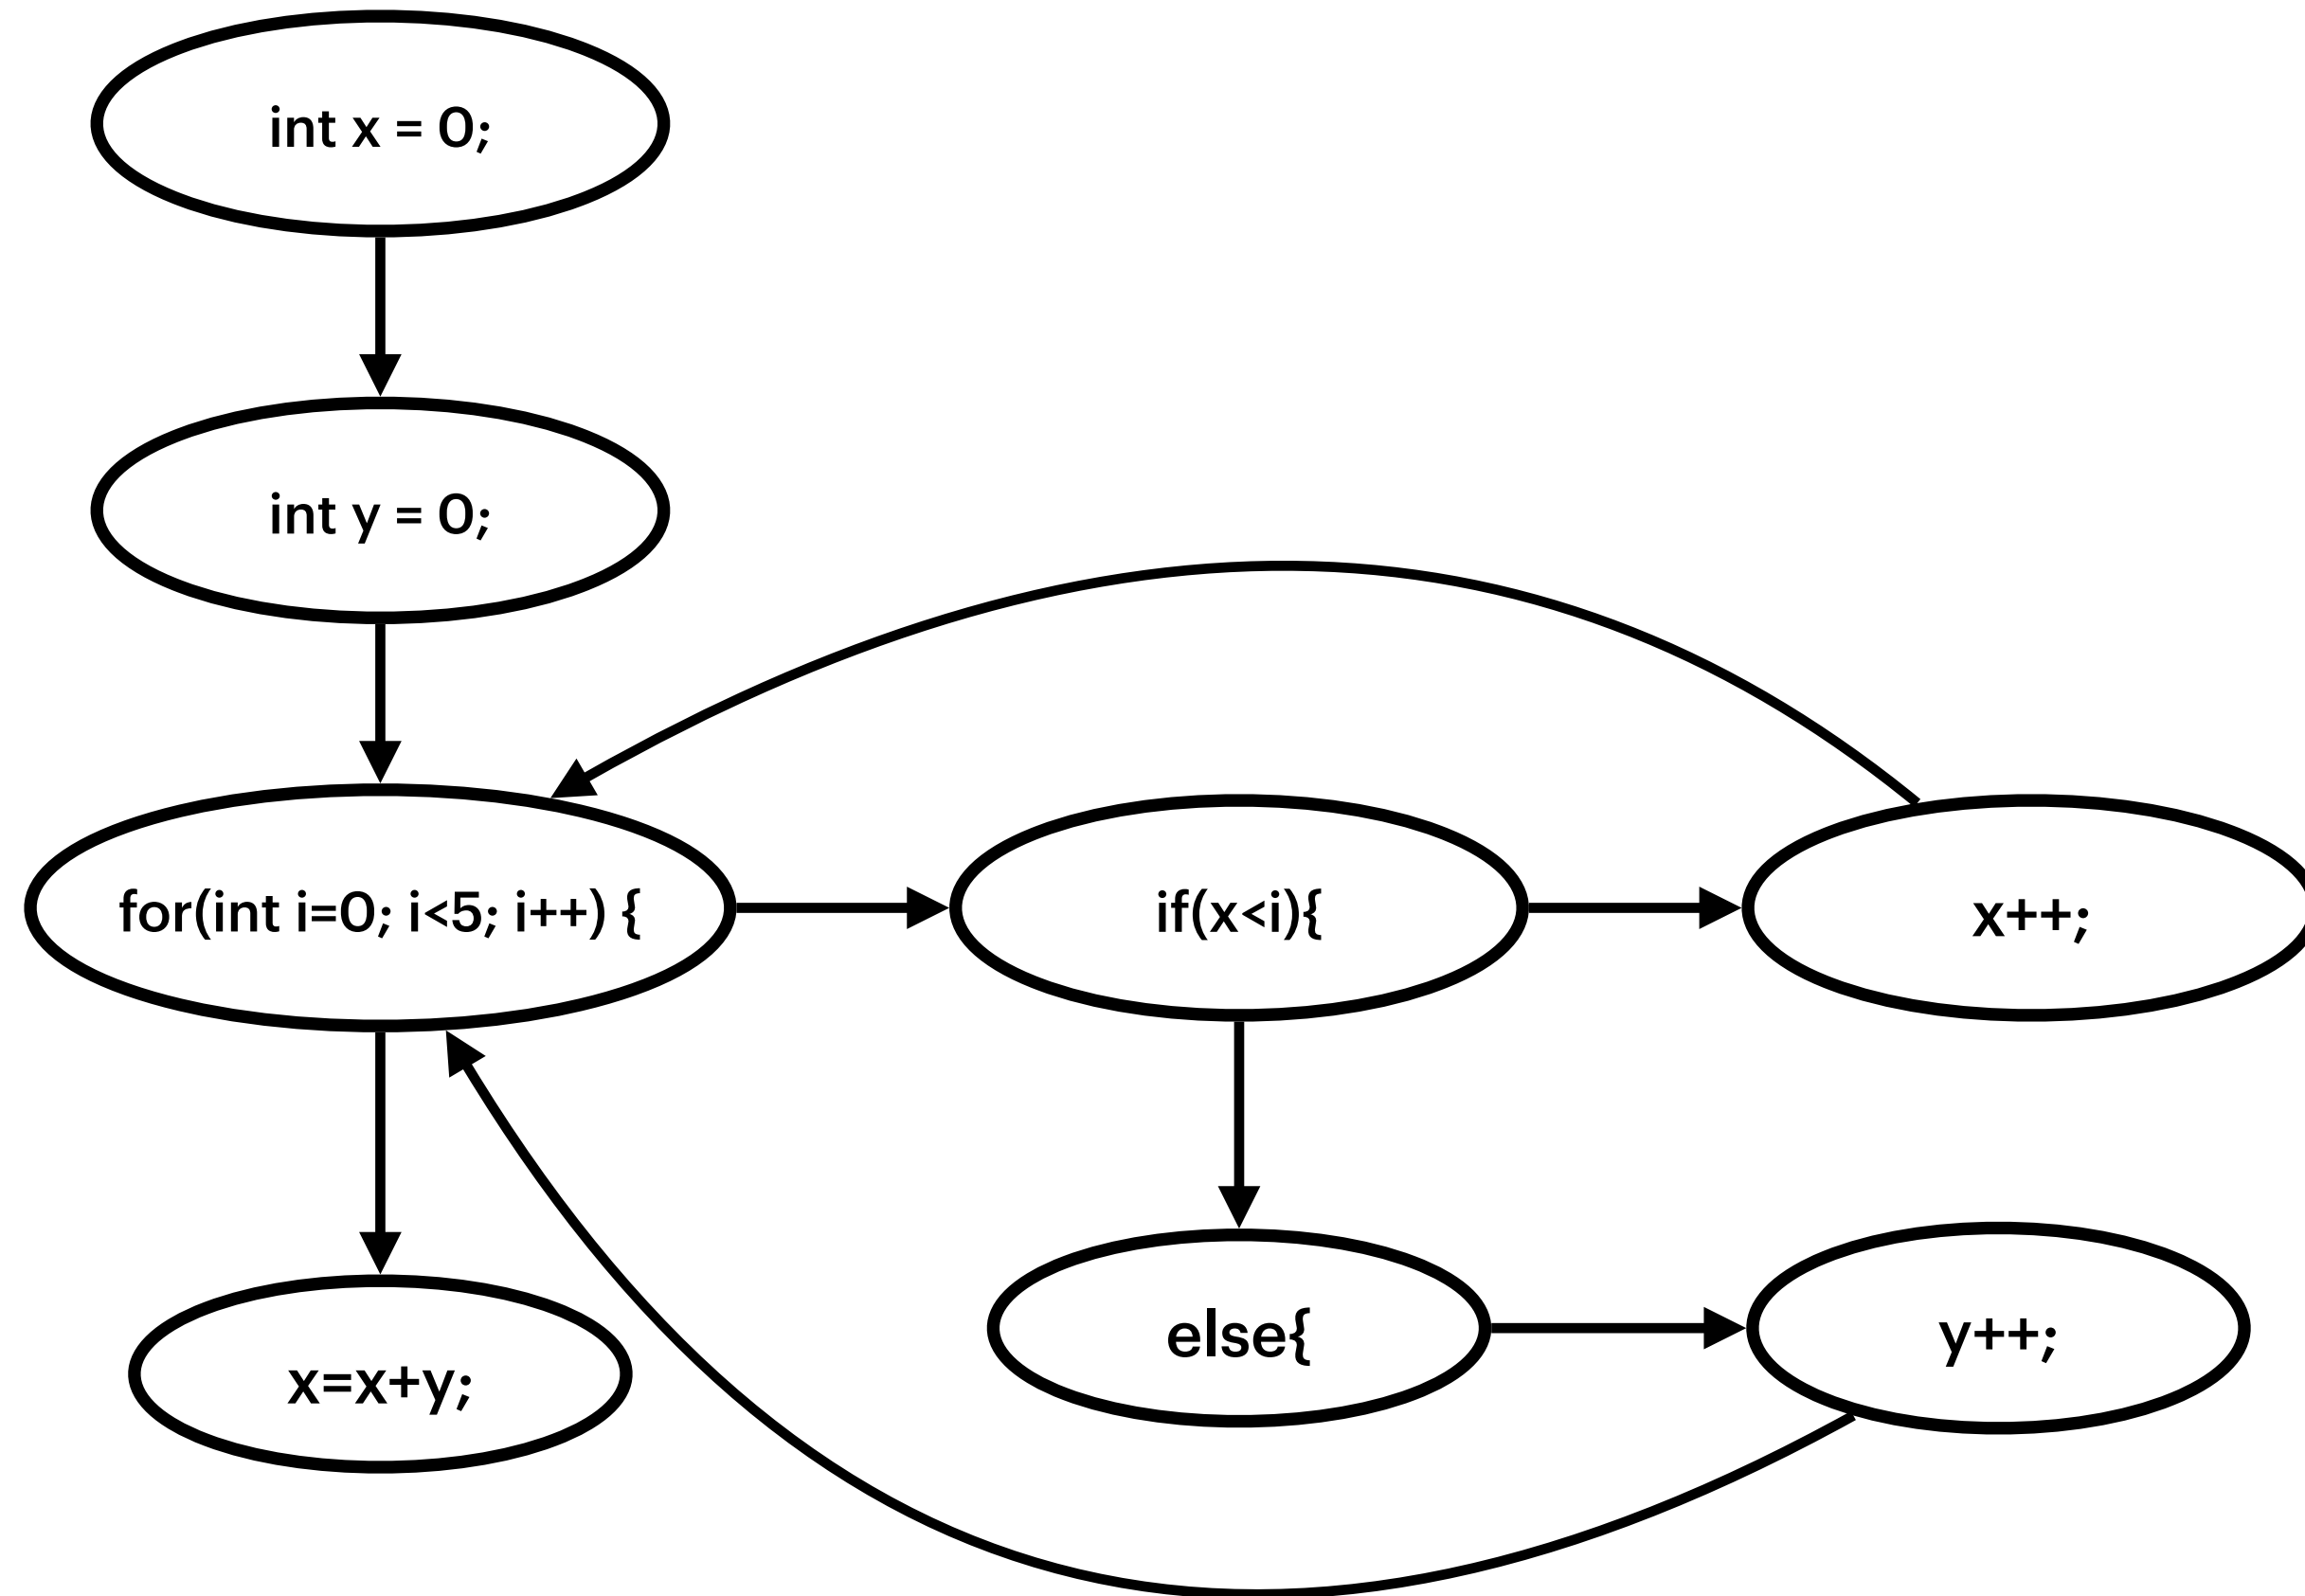 int x = 0;
int y = 0;
for(int i=0; i<5; i++) {
if(x<i){
x++;
else{
y++;
x=x+y;